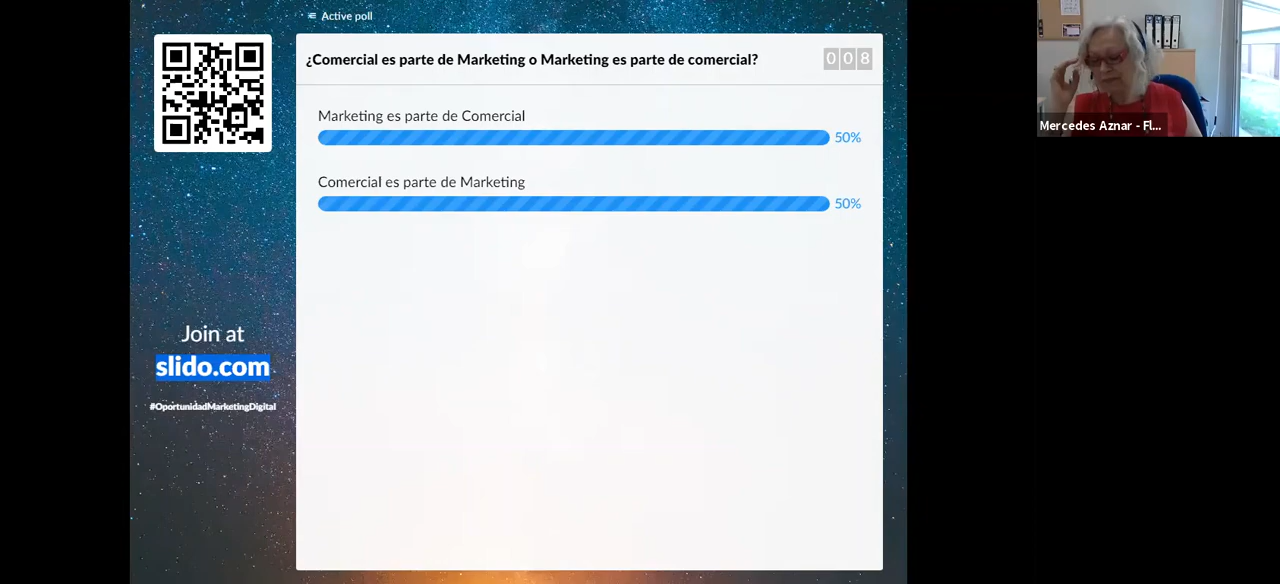 Active poll
¿Comercial es parte de Marketing o Marketing es parte de comercial?
008
Marketing es parte de Comercial
50%
Comercial es parte de Marketing
50%
Join at
slido.com
#OportunidadMarketingDigital
Mercedes Aznar - Fl...